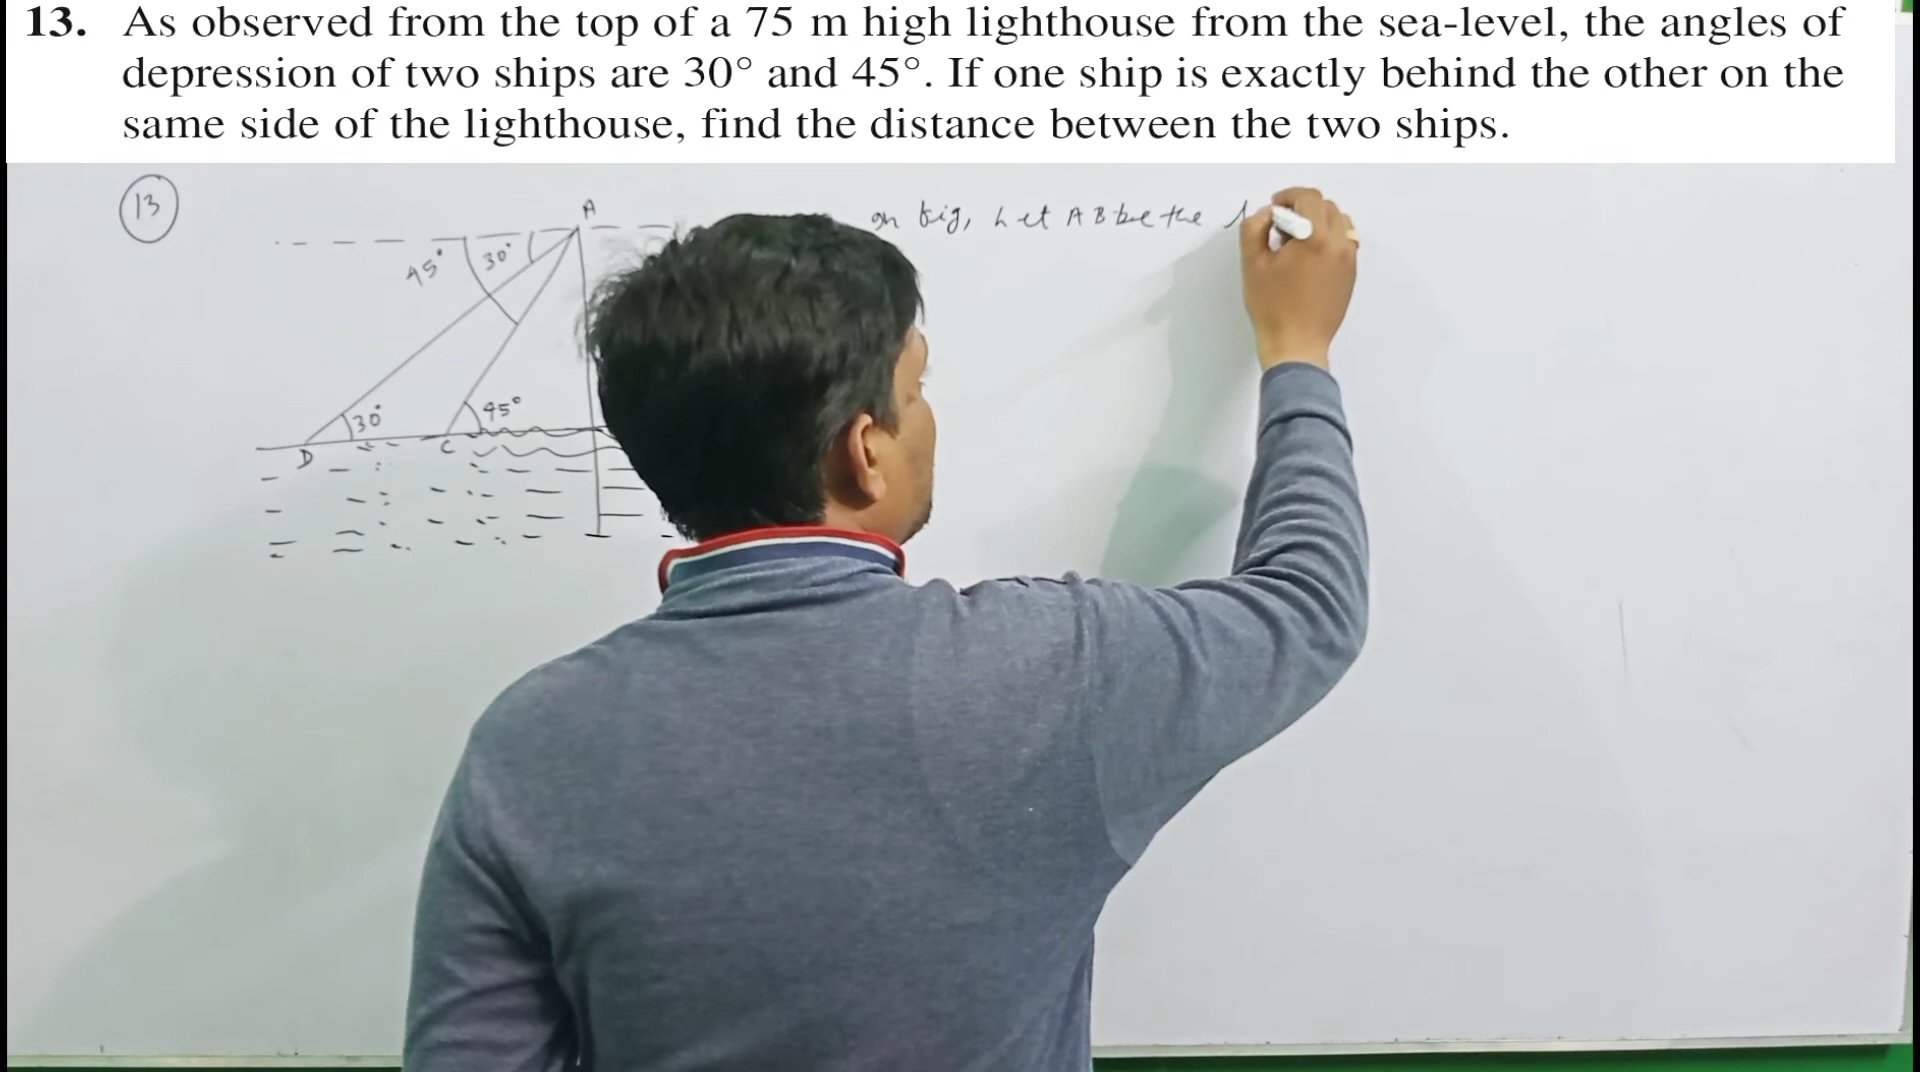 13. As observed from the top of a 75 m high lighthouse from the sea-level, the angles of
depression of two ships are 30° and 45°. If one ship is exactly behind the other on the
same side of the lighthouse, find the distance between the two ships.
13
A
45° 30°
30° 45°
D C
fig, Let AB be the